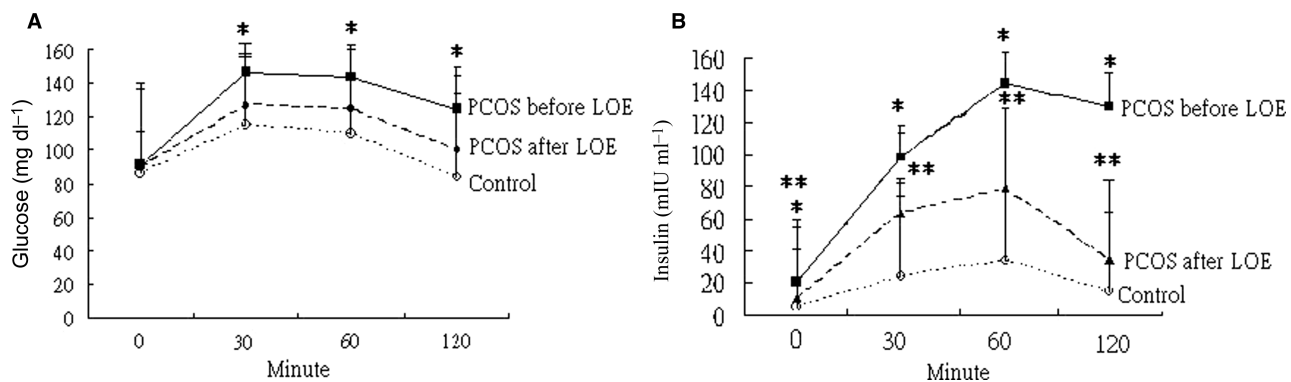 A
*
*
*
160
140
120
100
80
60
40
20
0
Glucose (mg dl⁻¹)
PCOS before LOE
PCOS after LOE
Control
0 30 60 120
Minute
B
*
*
**
*
**
**
**
*
160
140
120
100
80
60
40
20
0
Insulin (mIU ml⁻¹)
PCOS before LOE
PCOS after LOE
Control
0 30 60 120
Minute